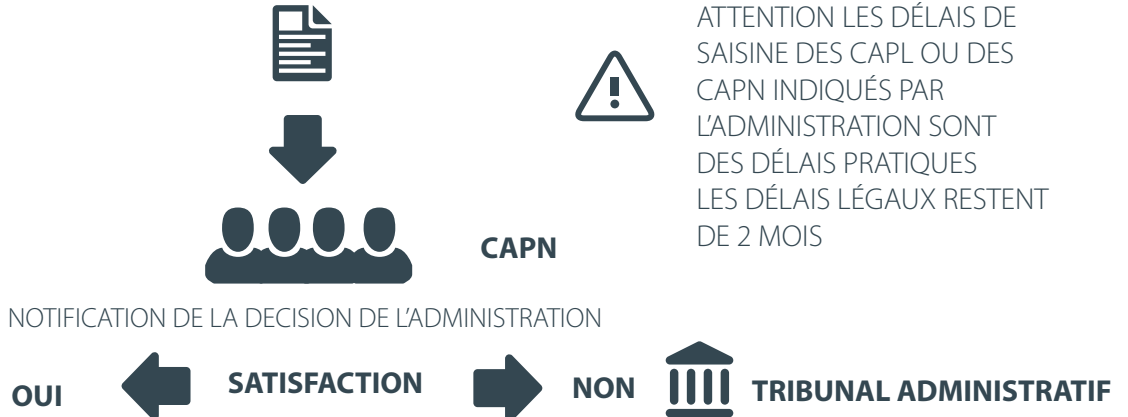 ATTENTION LES DÉLAIS DE
SAISINE DES CAPL OU DES
CAPN INDIQUÉS PAR
L'ADMINISTRATION SONT
DES DÉLAIS PRATIQUES
LES DÉLAIS LÉGAUX RESTENT
DE 2 MOIS
CAPN
NOTIFICATION DE LA DECISION DE L'ADMINISTRATION
OUI SATISFACTION NON TRIBUNAL ADMINISTRATIF